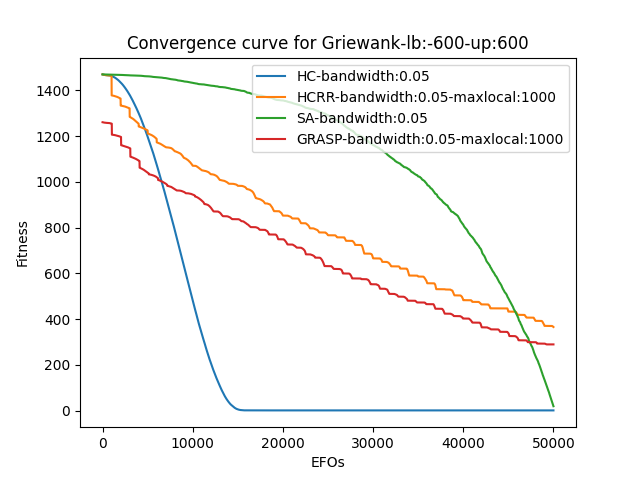 Convergence curve for Griewank-lb:-600-up:600
HC-bandwidth:0.05
HCRR-bandwidth:0.05-maxlocal:1000
SA-bandwidth:0.05
GRASP-bandwidth:0.05-maxlocal:1000
Fitness
1400
1200
1000
800
600
400
200
0
0 10000 20000 30000 40000 50000
EFOs